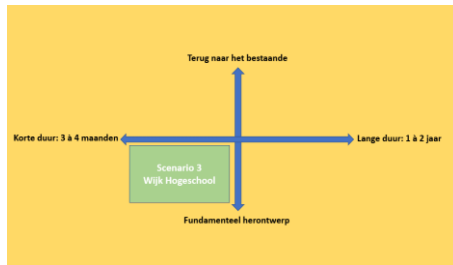 Terug naar het bestaande
Korte duur: 3 à 4 maanden
Lange duur: 1 à 2 jaar
Scenario 3
Wijk Hogeschool
Fundamenteel herontwerp